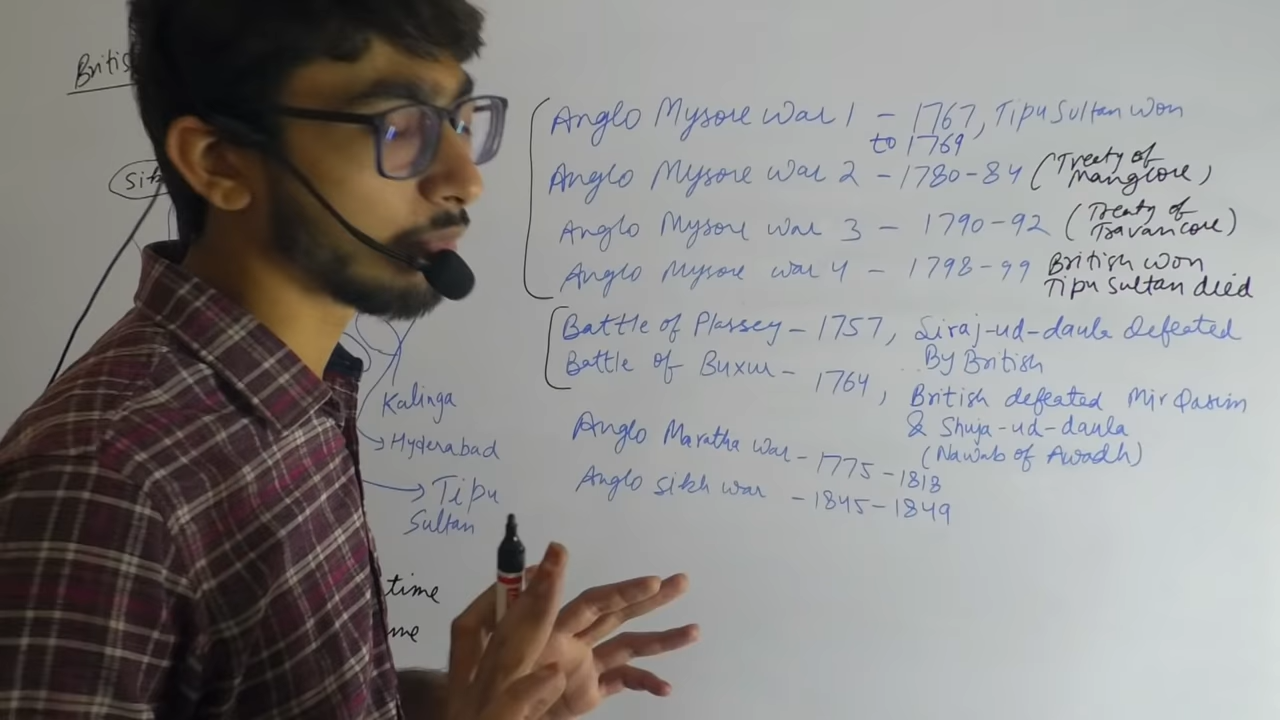 Anglo Mysore war 1 - 1767, Tipu Sultan won
to 1769
Anglo Mysore war 2 - 1780-84 (Treaty of
Manglore)
Anglo Mysore war 3 - 1790-92 (Treaty of
Travancore)
Anglo Mysore war 4 - 1798-99 British won
Tipu Sultan died
Battle of Plassey - 1757, Siraj-ud-daula defeated
By British
Battle of Buxur - 1764, British defeated Mir Qasim
& Shuja-ud-daula
(Nawab of Awadh)
Anglo Maratha war - 1775-1818
Anglo Sikh war - 1845-1849
Kalinga
Hyderabad
Tipu
Sultan
time